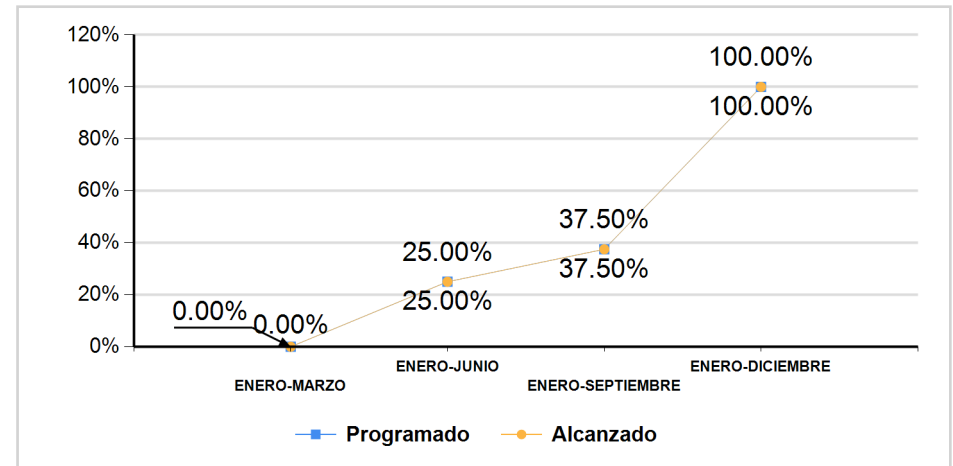 120%
100.00%
100%
100.00%
80%
60%
37.50%
40%
25.00%
37.50%
20%
25.00%
0.00%
0.00%
0%
ENERO-MARZO
ENERO-JUNIO
ENERO-SEPTIEMBRE
ENERO-DICIEMBRE
Programado
Alcanzado